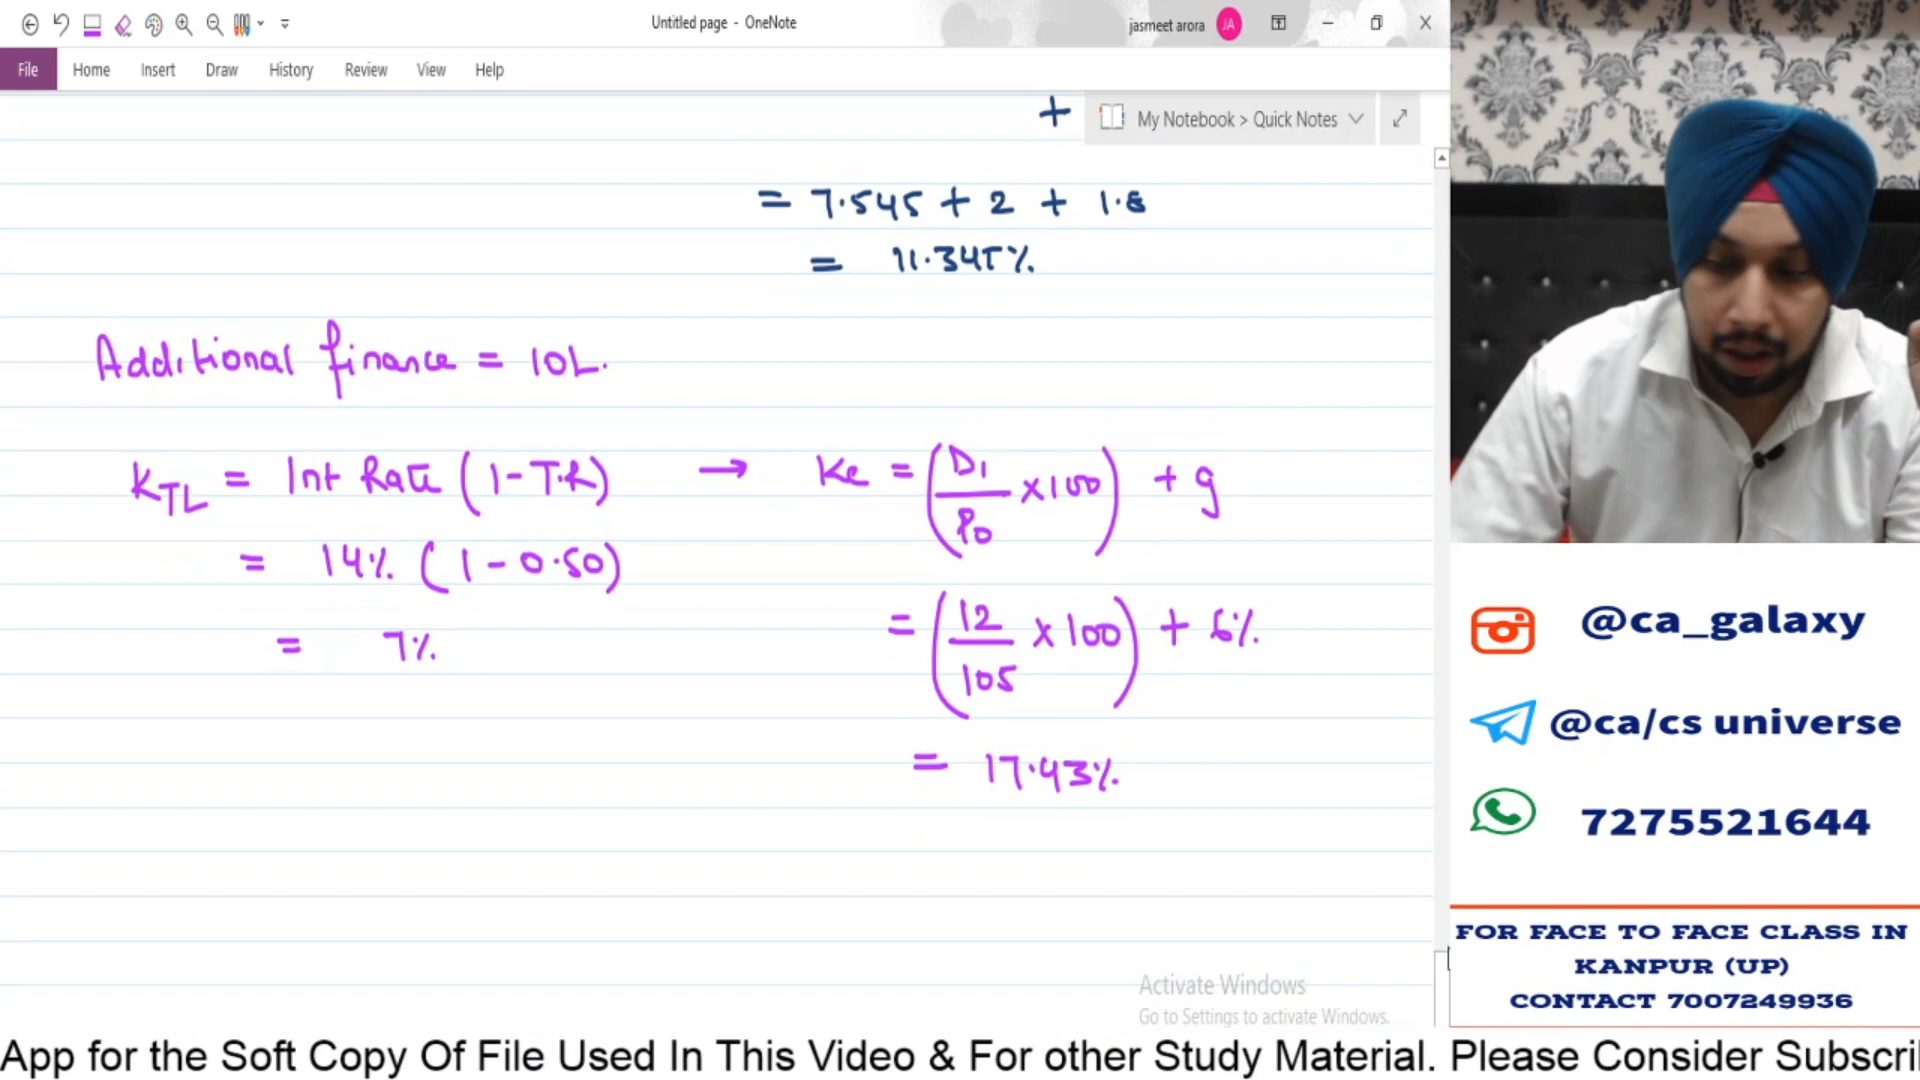 Untitled page - OneNote
jasmeet arora
JA
File
Home
Insert
Draw
History
Review
View
Help
+
My Notebook > Quick Notes
= 7.545 + 2 + 1.8
= 11.345%
Additional finance = 10L.
KTL = Int Rate (1-T.R)
= 14% (1-0.50)
= 7%
→ Ke = (D1/P0 ×100) + g
= (12/105 ×100) + 6%
= 17.43%
@ca_galaxy
@ca/cs universe
7275521644
FOR FACE TO FACE CLASS IN
KANPUR (UP)
CONTACT 7007249936
Activate Windows
Go to Settings to activate Windows.
App for the Soft Copy Of File Used In This Video & For other Study Material. Please Consider Subscri